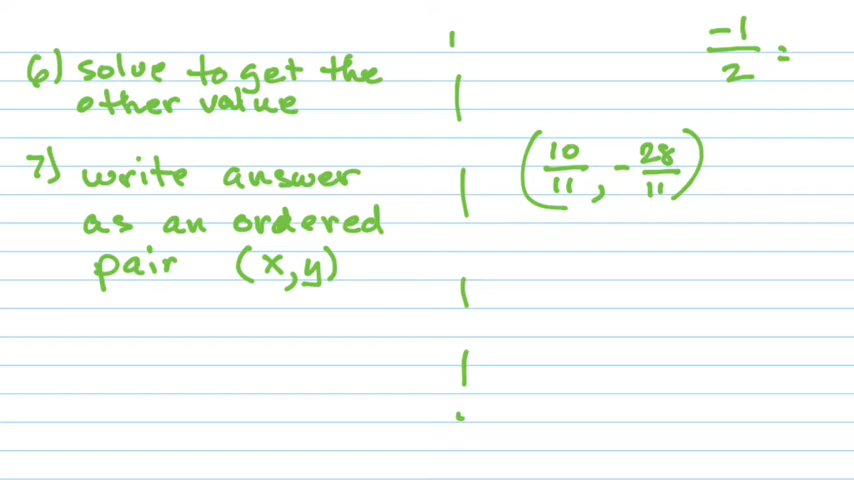 6) solve to get the
other value
7) write answer
as an ordered
pair (x,y)
-1/2 =
(10/11, -28/11)